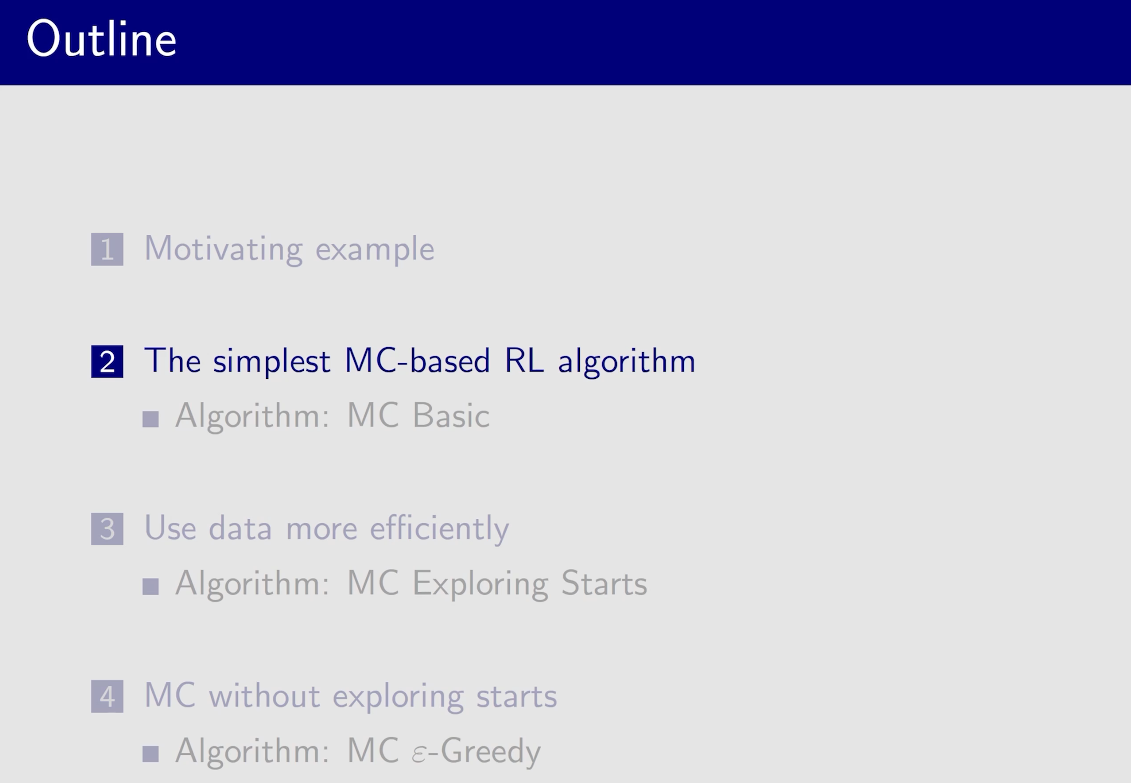 Outline
1 Motivating example
2 The simplest MC-based RL algorithm
■ Algorithm: MC Basic
3 Use data more efficiently
■ Algorithm: MC Exploring Starts
4 MC without exploring starts
■ Algorithm: MC ε-Greedy